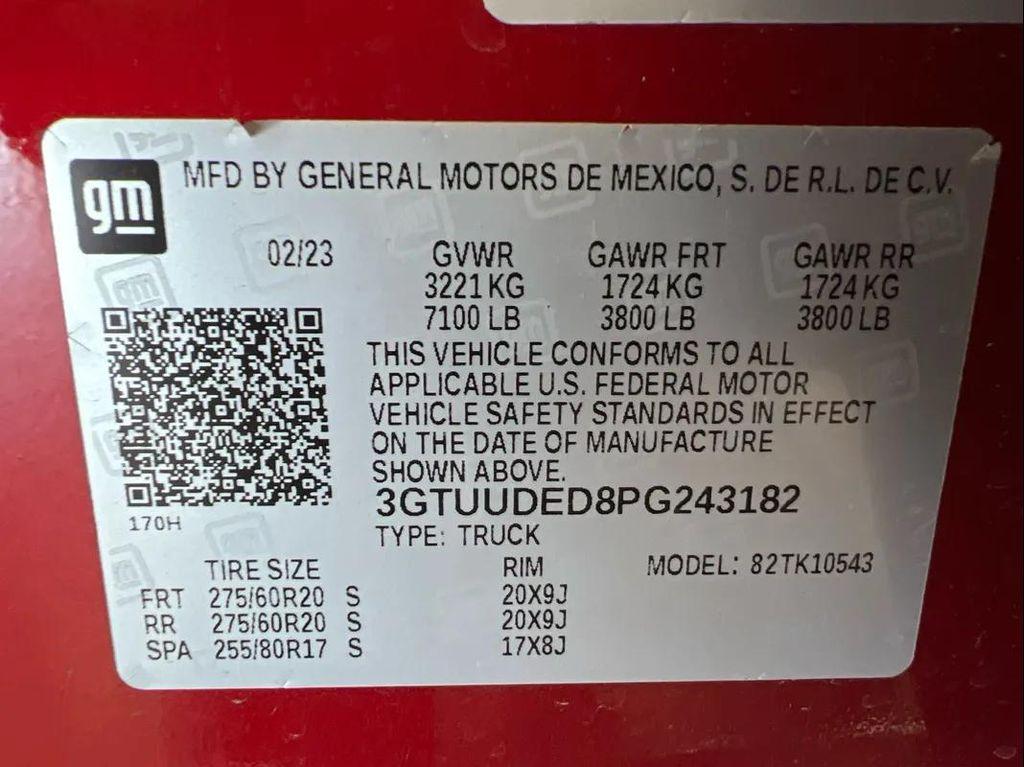 gm
MFD BY GENERAL MOTORS DE MEXICO, S. DE R.L. DE C.V.
02/23 GVWR GAWR FRT GAWR RR
3221 KG 1724 KG 1724 KG
7100 LB 3800 LB 3800 LB
THIS VEHICLE CONFORMS TO ALL
APPLICABLE U.S. FEDERAL MOTOR
VEHICLE SAFETY STANDARDS IN EFFECT
ON THE DATE OF MANUFACTURE
SHOWN ABOVE.
3GTUUDED8PG243182
170H
TYPE: TRUCK
TIRE SIZE RIM MODEL: 82TK10543
FRT 275/60R20 S 20X9J
RR 275/60R20 S 20X9J
SPA 255/80R17 S 17X8J